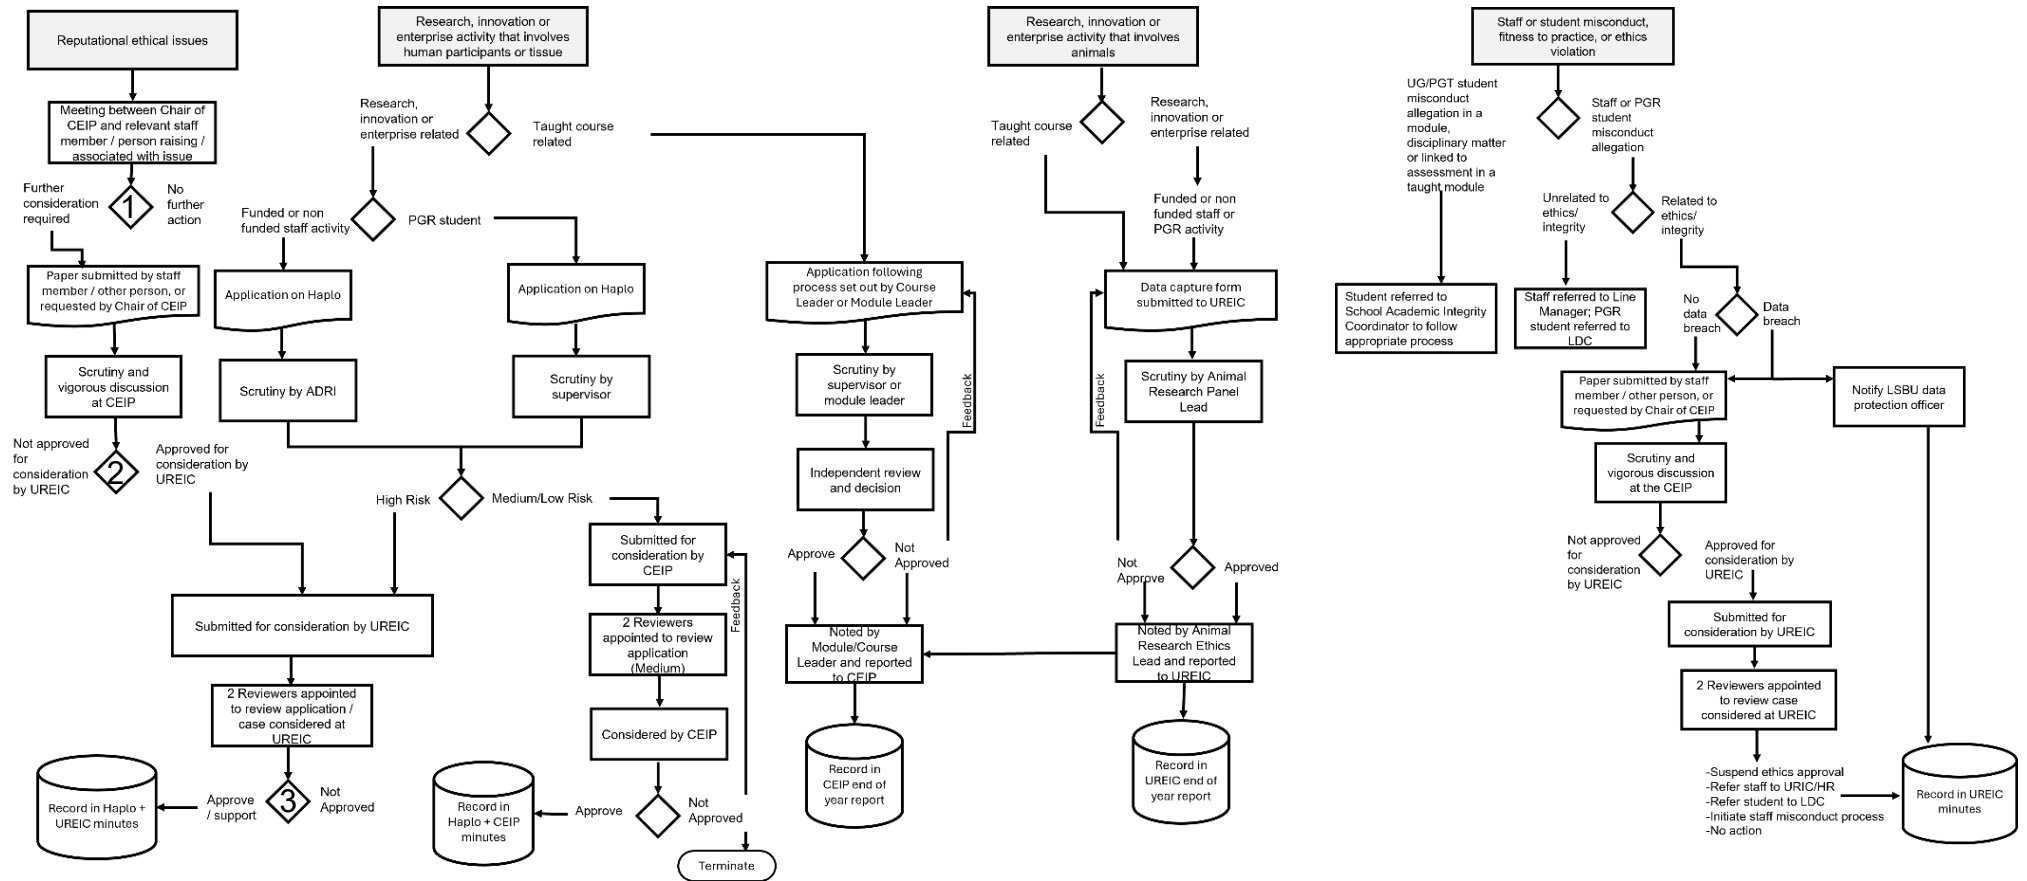 Reputational ethical issues
Meeting between Chair of
CEIP and relevant staff
member / person raising /
associated with issue
Further
consideration
required
1
No
further
action
Paper submitted by staff
member / other person, or
requested by Chair of CEIP
Scrutiny and
vigorous discussion
at CEIP
Not approved
for
consideration
by UREIC
2
Approved for
consideration by
UREIC
Research, innovation or
enterprise activity that involves
human participants or tissue
Research,
innovation or
enterprise related
Taught course
related
Funded or non
funded staff activity
PGR student
Application on Haplo
Application on Haplo
Scrutiny by ADRI
Scrutiny by
supervisor
High Risk
Medium/Low Risk
Submitted for consideration by UREIC
2 Reviewers appointed
to review application /
case considered at
UREIC
3
Approve
/ support
Not
Approved
Record in Haplo +
UREIC minutes
Submitted for
consideration by
CEIP
2 Reviewers
appointed to review
application
(Medium)
Considered by CEIP
Feedback
Approve
Not
Approved
Record in
Haplo + CEIP
minutes
Terminate
Application following
process set out by Course
Leader or Module Leader
Scrutiny by
supervisor or
module leader
Independent review
and decision
Feedback
Approve
Not
Approved
Noted by
Module/Course
Leader and reported
to CEIP
Record in
CEIP end of
year report
Research, innovation or
enterprise activity that involves
animals
Taught course
related
Research,
innovation or
enterprise related
Funded or non
funded staff or
PGR activity
Data capture form
submitted to UREIC
Scrutiny by Animal
Research Panel
Lead
Feedback
Not
Approve
Approved
Noted by Animal
Research Ethics
Lead and reported
to UREIC
Record in
UREIC end of
year report
Staff or student misconduct,
fitness to practice, or ethics
violation
UG/PGT student
misconduct
allegation in a
module,
disciplinary matter
or linked to
assessment in a
taught module
Staff or PGR
student
misconduct
allegation
Unrelated to
ethics/
integrity
Related to
ethics/
integrity
Student referred to
School Academic Integrity
Coordinator to follow
appropriate process
Staff referred to Line
Manager; PGR
student referred to
LDC
No
data
breach
Data
breach
Paper submitted by staff
member / other person, or
requested by Chair of CEIP
Notify LSBU data
protection officer
Scrutiny and
vigorous discussion
at the CEIP
Not approved
for
consideration
by UREIC
Approved for
consideration by
UREIC
Submitted for
consideration by UREIC
2 Reviewers appointed
to review case
considered at UREIC
-Suspend ethics approval
-Refer staff to URIC/HR
-Refer student to LDC
-Initiate staff misconduct process
-No action
Record in UREIC
minutes